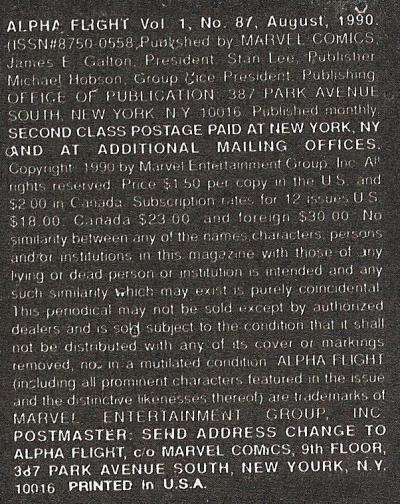 ALPHA FLIGHT Vol. 1, No. 87, August, 1990.
(ISSN#8750-0558) Published by MARVEL COMICS,
James E. Galton, President. Stan Lee, Publisher.
Michael Hobson, Group Vice President, Publishing.
OFFICE OF PUBLICATION: 387 PARK AVENUE
SOUTH, NEW YORK, N.Y. 10016. Published monthly.
SECOND CLASS POSTAGE PAID AT NEW YORK, NY
AND AT ADDITIONAL MAILING OFFICES.
Copyright 1990 by Marvel Entertainment Group, Inc. All
rights reserved. Price $1.50 per copy in the U.S. and
$2.00 in Canada. Subscription rates for 12 issues U.S.
$18.00, Canada $23.00, and foreign $30.00. No
similarity between any of the names, characters, persons
and/or institutions in this magazine with those of any
living or dead person or institution is intended and any
such similarity which may exist is purely coincidental.
This periodical may not be sold except by authorized
dealers and is sold subject to the condition that it shall
not be distributed with any of its cover or markings
removed, nor in a mutilated condition. ALPHA FLIGHT
(including all prominent characters featured in the issue
and the distinctive likenesses thereof) are trademarks of
MARVEL ENTERTAINMENT GROUP, INC.
POSTMASTER: SEND ADDRESS CHANGE TO
ALPHA FLIGHT, c/o MARVEL COMICS, 9th FLOOR,
387 PARK AVENUE SOUTH, NEW YOURK, N.Y.
10016 PRINTED In U.S.A.